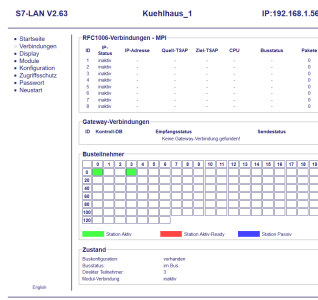 S7-LAN V2.63 Kuehlhaus_1 IP:192.168.1.56
Startseite
Verbindungen
Display
Module
Konfiguration
Zugriffsschutz
Passwort
Neustart
English
RFC1006-Verbindungen - MPI
ID IP-Status IP-Adresse Quell-TSAP Ziel-TSAP CPU Busstatus Pakete
1 inaktiv - - - - - 0
2 inaktiv - - - - - 0
3 inaktiv - - - - - 0
4 inaktiv - - - - - 0
5 inaktiv - - - - - 0
6 inaktiv - - - - - 0
7 inaktiv - - - - - 0
8 inaktiv - - - - - 0
Gateway-Verbindungen
ID Kontroll-DB Empfangsstatus Sendestatus
Keine Gateway-Verbindung gefunden!
Busteilnehmer
0 1 2 3 4 5 6 7 8 9 10 11 12 13 14 15 16 17 18 19
0
20
40
60
80
100
120
Station Aktiv Station Aktiv-Ready Station Passiv
Zustand
Buskonfiguration: vorhanden
Busstatus: im Bus
Direkter Teilnehmer: 3
Modul-Verbindung inaktiv